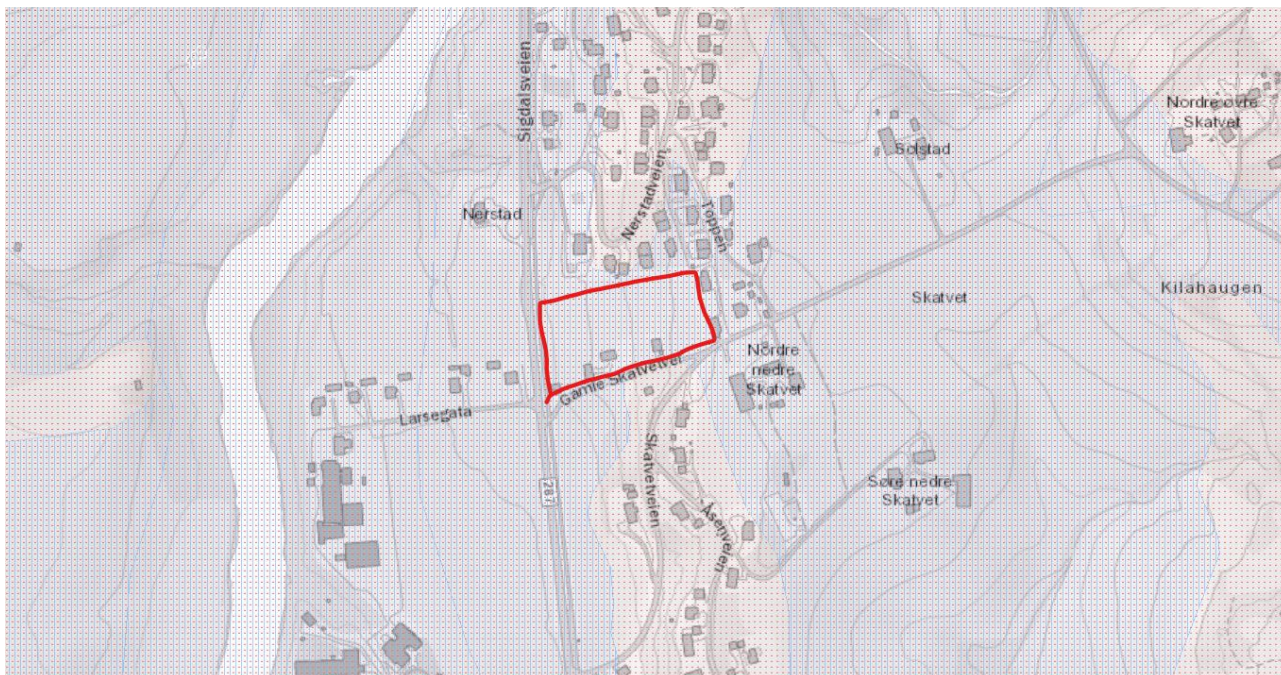 Sigdalsveien
Nordre øvre
Skatvet
Solstad
Nerstadveien
Nerstad
Toppen
Kilahaugen
Skatvet
Nordre
nedre
Skatvet
Gamle Skatvetvei
Larsegata
Skatvetveien
287
Søre nedre
Skatvet
Åsenveien